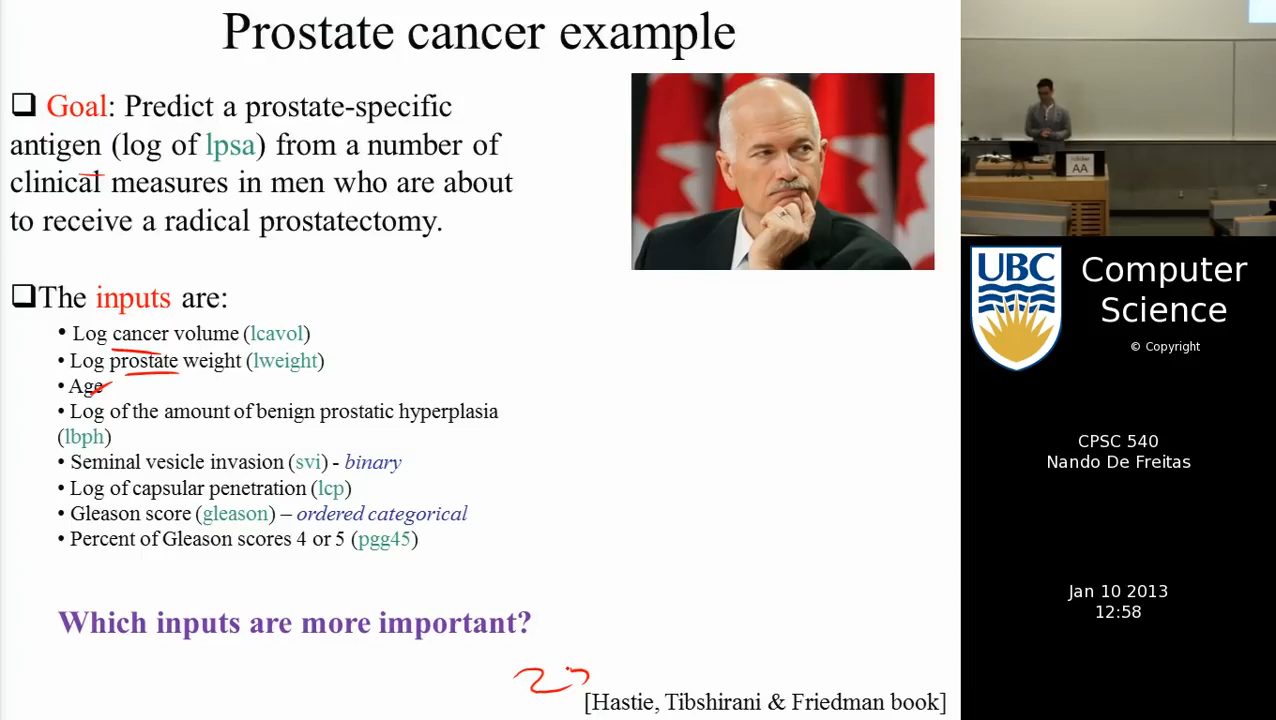 Prostate cancer example
Goal: Predict a prostate-specific
antigen (log of lpsa) from a number of
clinical measures in men who are about
to receive a radical prostatectomy.
The inputs are:
• Log cancer volume (lcavol)
• Log prostate weight (lweight)
• Age
• Log of the amount of benign prostatic hyperplasia
(lbph)
• Seminal vesicle invasion (svi) - binary
• Log of capsular penetration (lcp)
• Gleason score (gleason) – ordered categorical
• Percent of Gleason scores 4 or 5 (pgg45)
Which inputs are more important?
[Hastie, Tibshirani & Friedman book]
AA
UBC
Computer
Science
© Copyright
CPSC 540
Nando De Freitas
Jan 10 2013
12:58